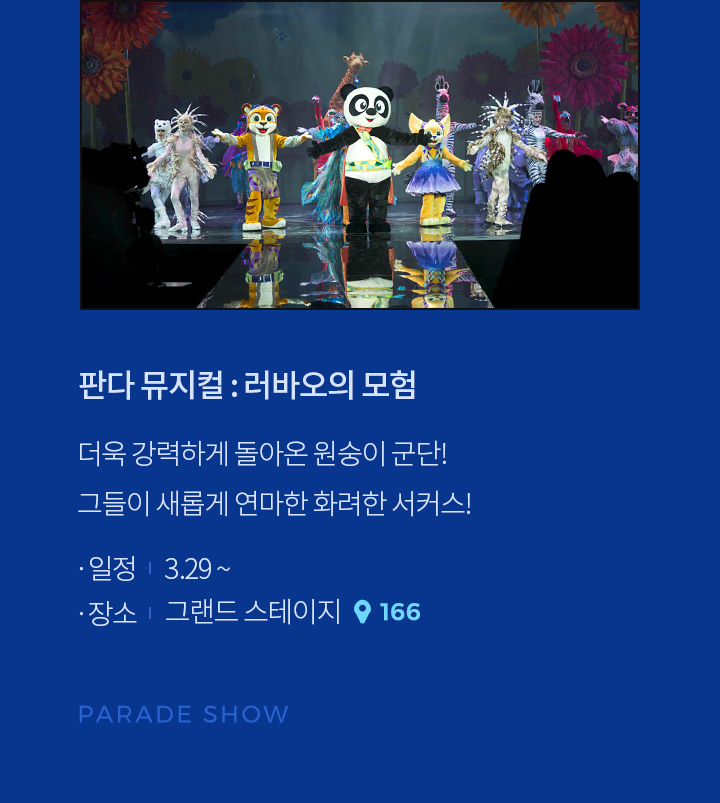 판다 뮤지컬 : 러바오의 모험
더욱 강력하게 돌아온 원숭이 군단!
그들이 새롭게 연마한 화려한 서커스!
· 일정 | 3.29 ~
· 장소 | 그랜드 스테이지 166
PARADE SHOW